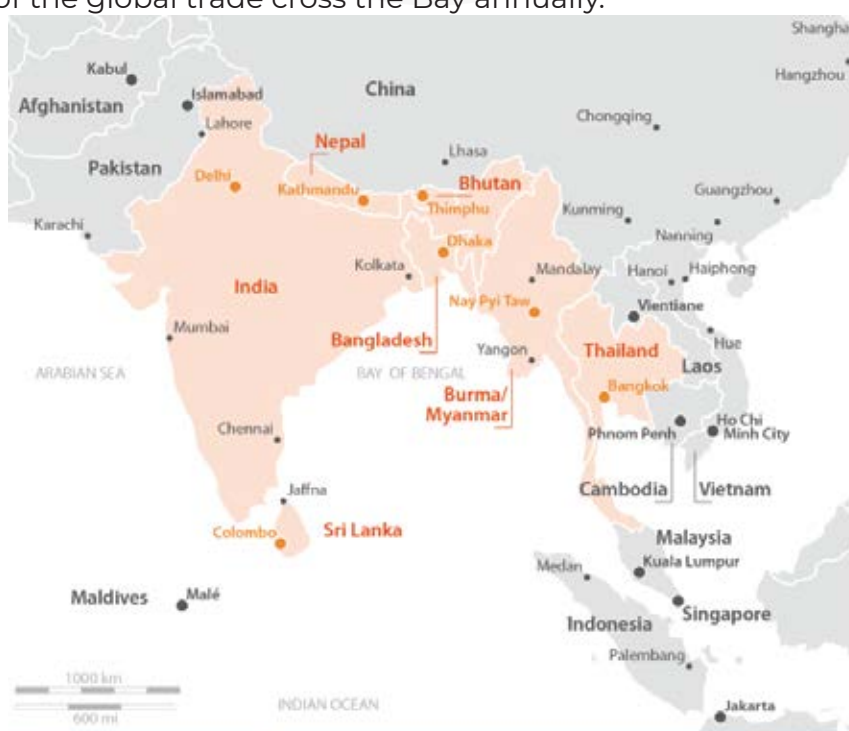 of the global trade cross the Bay annually.
Shangha
Kabul
Hangzhou
Islamabad
China
Afghanistan
Chongqing
Lahore
Nepal
Lhasa
Pakistan
Delhi
Bhutan
Kathmandu
Guangzhou
Thimphu
Kunming
Karachi
Nanning
Dhaka
Kolkata
Mandalay
Hanoi
Haiphong
India
Nay Pyi Taw
Vientiane
Mumbai
Bangladesh
Hue
Yangon
Thailand
Laos
ARABIAN SEA
BAY OF BENGAL
Bangkok
Burma/
Myanmar
Chennai
Ho Chi
Minh City
Phnom Penh
Jaffna
Cambodia
Vietnam
Colombo
Sri Lanka
Malaysia
Medan
Kuala Lumpur
Maldives
Malé
Singapore
Indonesia
Palembang
1000 km
600 mi
INDIAN OCEAN
Jakarta